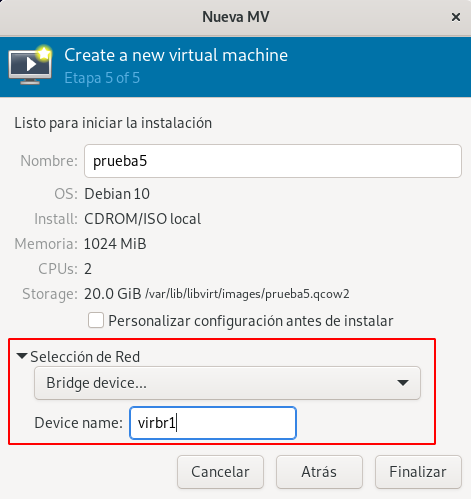 Nueva MV
Create a new virtual machine
Etapa 5 of 5
Listo para iniciar la instalación
Nombre: prueba5
OS: Debian 10
Install: CDROM/ISO local
Memoria: 1024 MiB
CPUs: 2
Storage: 20.0 GiB /var/lib/libvirt/images/prueba5.qcow2
Personalizar configuración antes de instalar
Selección de Red
Bridge device...
Device name: virbr1
Cancelar Atrás Finalizar